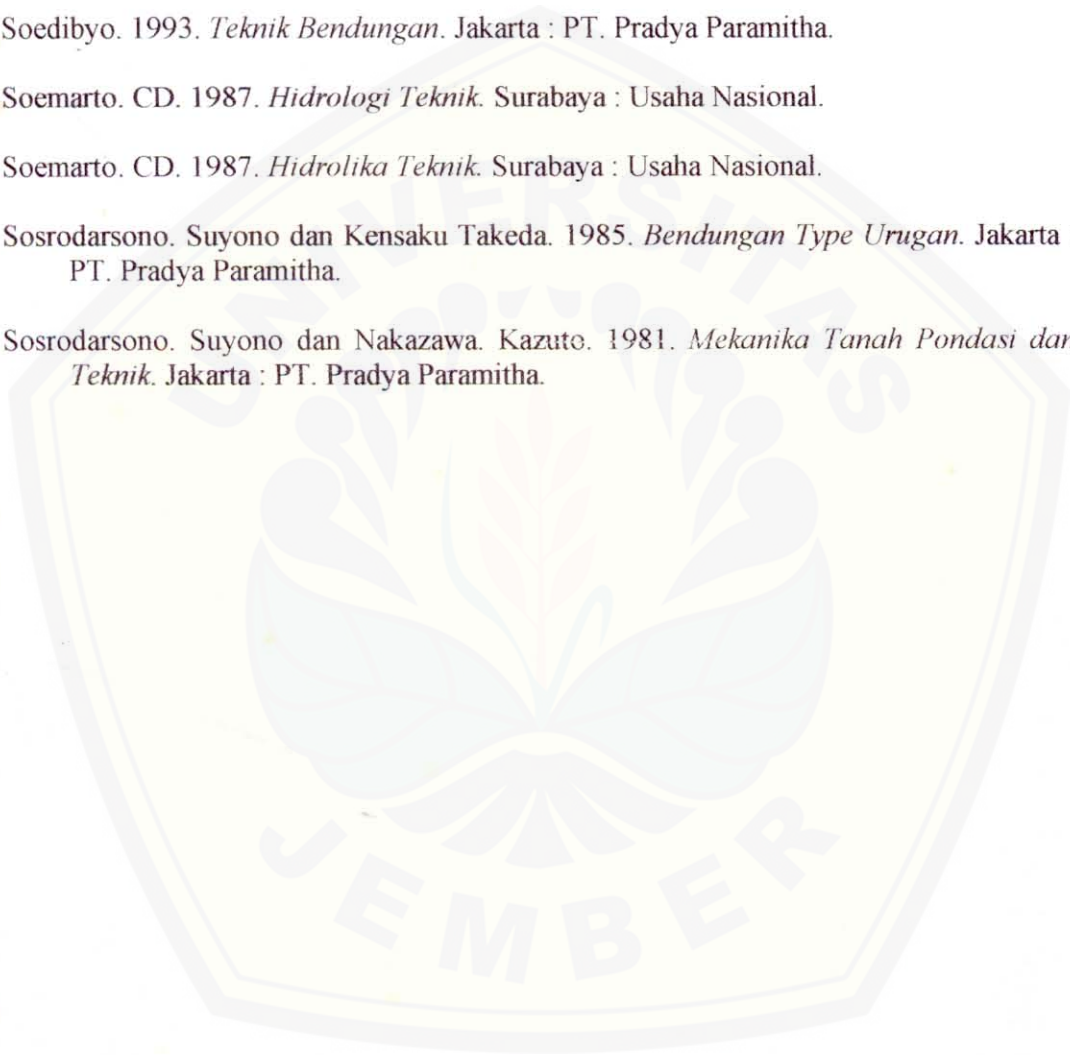 Soedibyo. 1993. Teknik Bendungan. Jakarta : PT. Pradya Paramitha.
Soemarto. CD. 1987. Hidrologi Teknik. Surabaya : Usaha Nasional.
Soemarto. CD. 1987. Hidrolika Teknik. Surabaya : Usaha Nasional.
Sosrodarsono. Suyono dan Kensaku Takeda. 1985. Bendungan Type Urugan. Jakarta
PT. Pradya Paramitha.
Sosrodarsono. Suyono dan Nakazawa. Kazuto. 1981. Mekanika Tanah Pondasi dan
Teknik. Jakarta : PT. Pradya Paramitha.
UNIVERSITAS
JEMBER